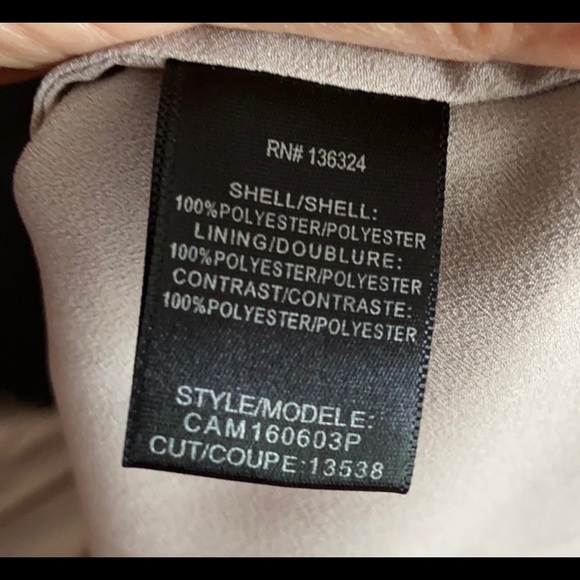 RN# 136324
SHELL/SHELL:
100%POLYESTER/POLYESTER
LINING/DOUBLURE:
100%POLYESTER/POLYESTER
CONTRAST/CONTRASTE:
100%POLYESTER/POLYESTER
STYLE/MODELE:
CAM160603P
CUT/COUPE:13538